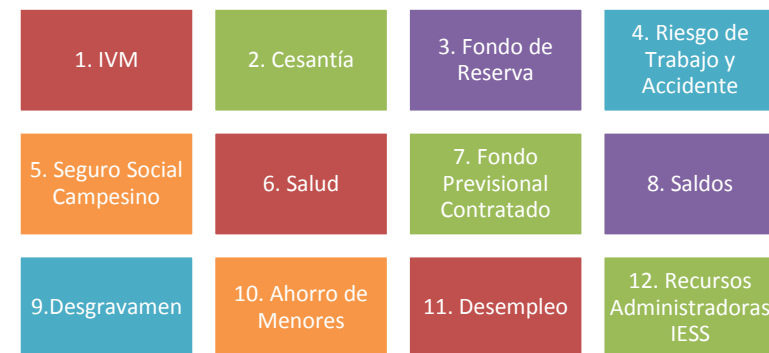 1. IVM
2. Cesantía
3. Fondo de
Reserva
4. Riesgo de
Trabajo y
Accidente
5. Seguro Social
Campesino
6. Salud
7. Fondo
Previsional
Contratado
8. Saldos
9.Desgravamen
10. Ahorro de
Menores
11. Desempleo
12. Recursos
Administradoras
IESS